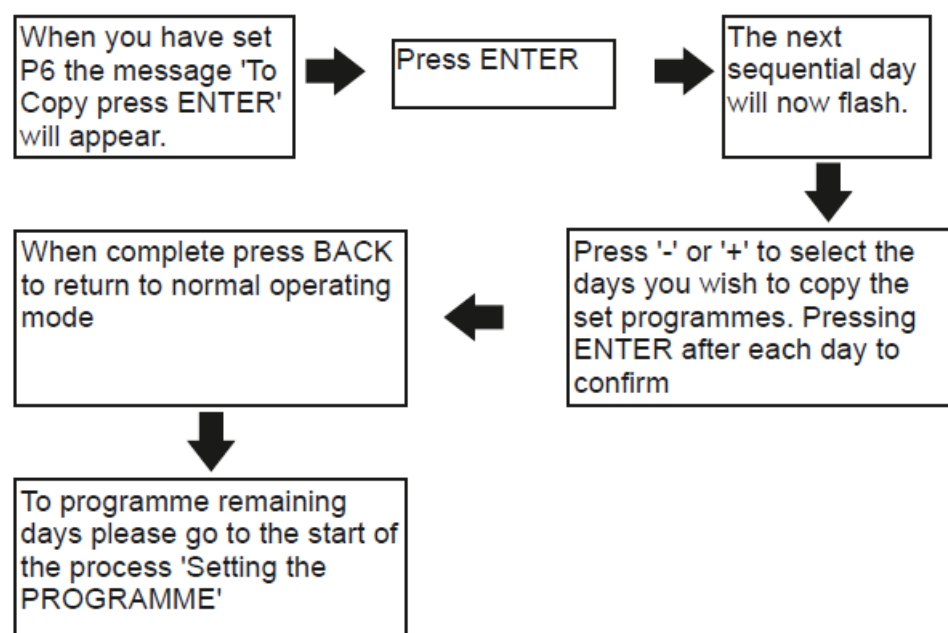 When you have set
P6 the message 'To
Copy press ENTER'
will appear.
Press ENTER
The next
sequential day
will now flash.
Press '-' or '+' to select the
days you wish to copy the
set programmes. Pressing
ENTER after each day to
confirm
When complete press BACK
to return to normal operating
mode
To programme remaining
days please go to the start of
the process 'Setting the
PROGRAMME'